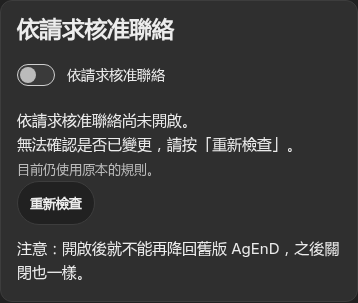 依請求核准聯絡
依請求核准聯絡
依請求核准聯絡尚未開啟。
無法確認是否已變更，請按「重新檢查」。
目前仍使用原本的規則。
重新檢查
注意：開啟後就不能再降回舊版 AgEnD，之後關
閉也一樣。